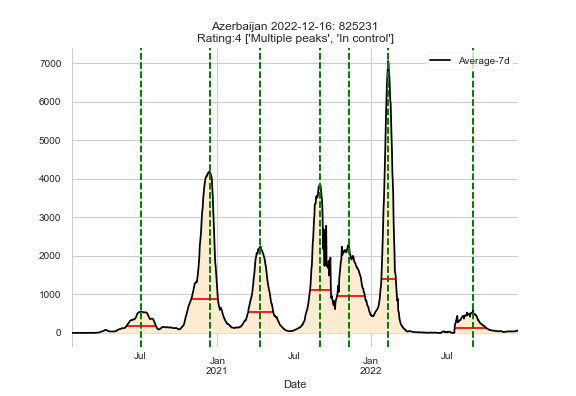 Azerbaijan 2022-12-16: 825231
Rating:4 ['Multiple peaks', 'In control']
Average-7d
7000
6000
5000
4000
3000
2000
1000
0
Jul
Jan
2021
Jul
Jan
2022
Jul
Date